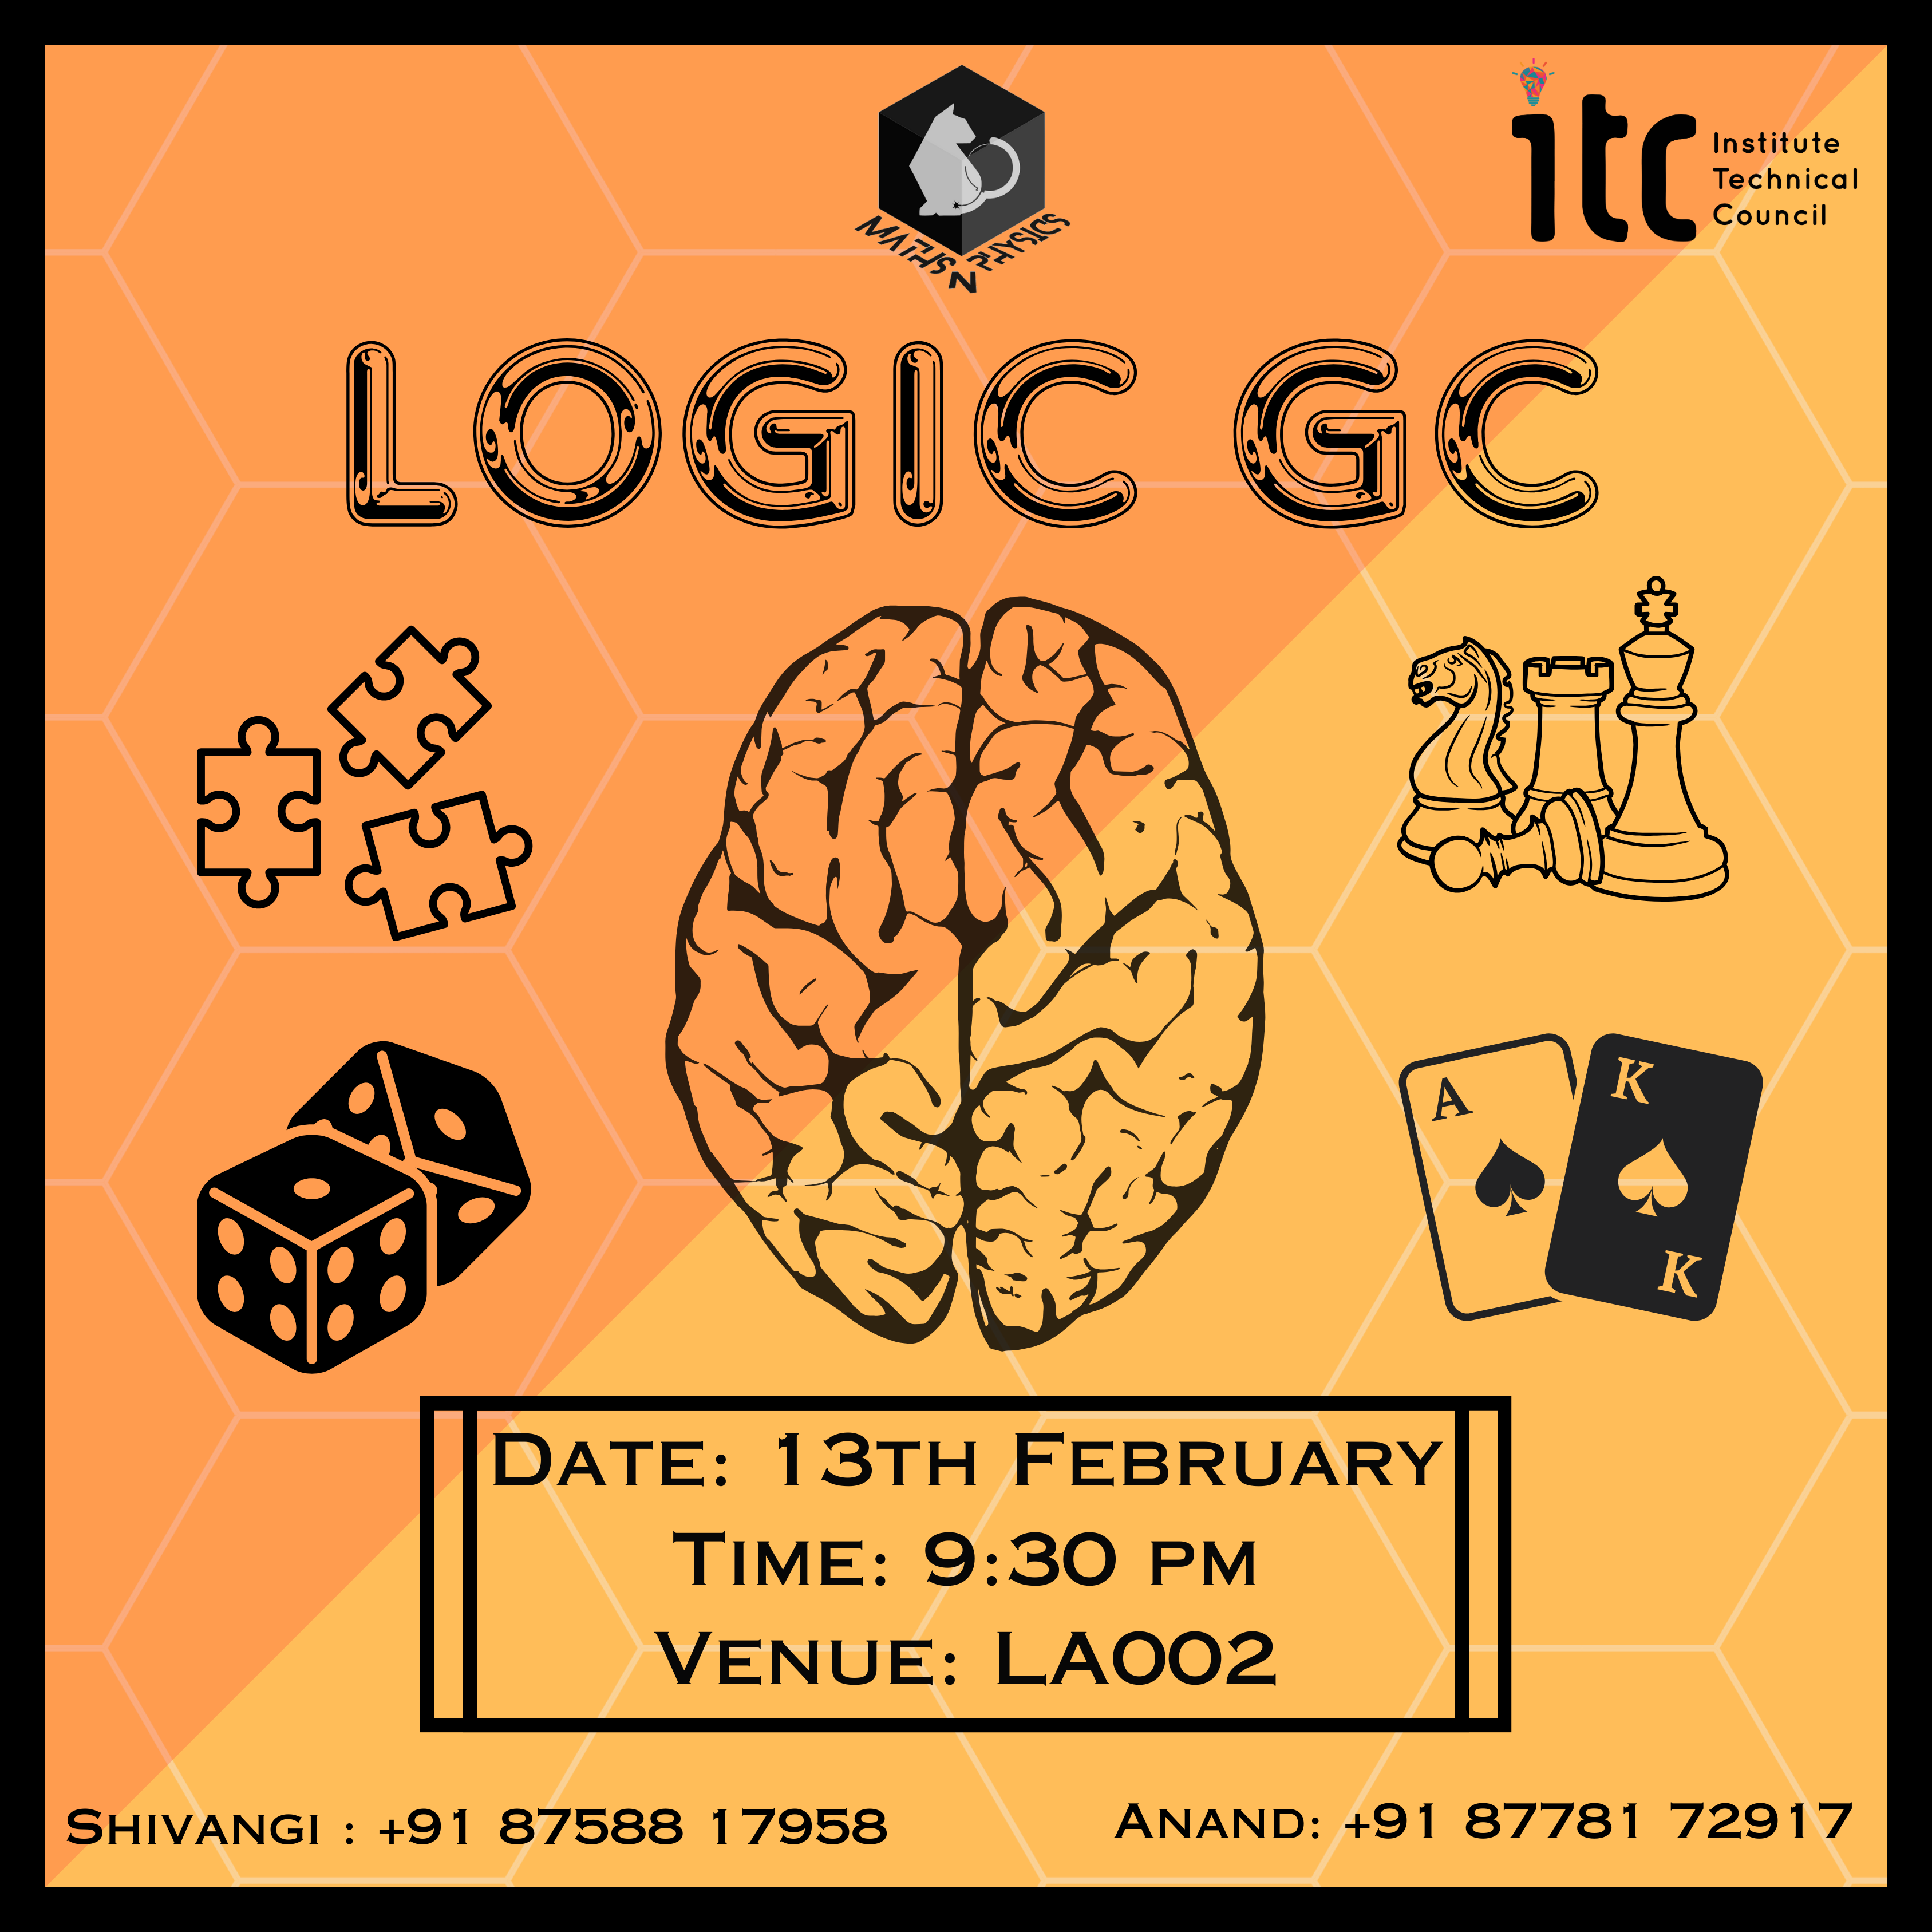 MATHS N PHYSICS
itc
Institute
Technical
Council
LOGIC GC
A
K
K
DATE: 13TH FEBRUARY
TIME: 9:30 PM
VENUE: LA002
SHIVANGI : +91 87588 17958
ANAND: +91 87781 72917